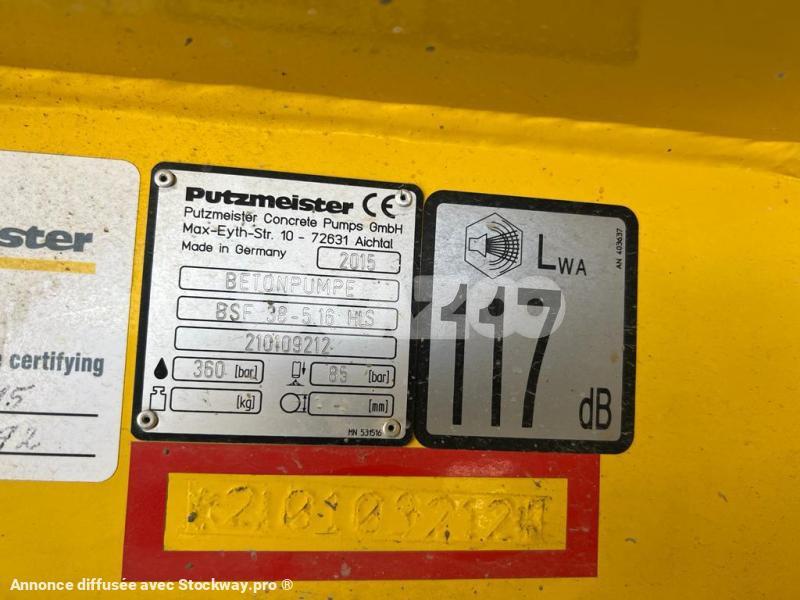 ster
certifying
Putzmeister CE
Putzmeister Concrete Pumps GmbH
Max-Eyth-Str. 10 - 72631 Aichtal
Made in Germany 2015
BETONPUMPE
BSF 38-5.16 HLS
210109212
360 [bar] 85 [bar]
[kg] -- [mm]
MN 531516
LWA
117
dB
AN 403637
*210109212*
Annonce diffusée avec Stockway.pro ®